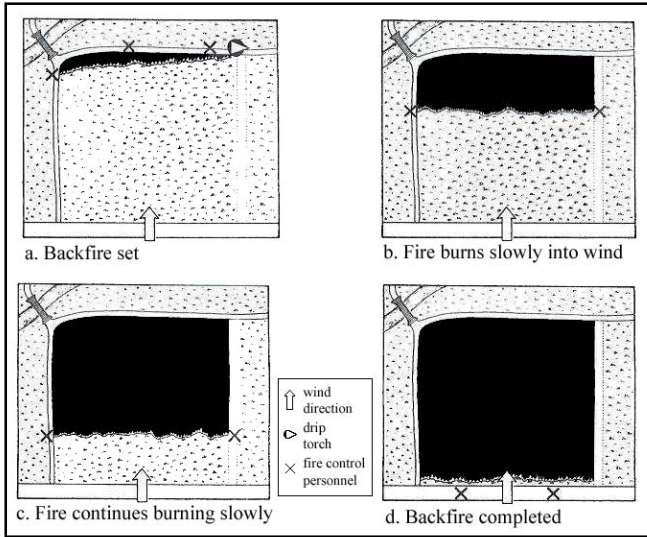 a. Backfire set
b. Fire burns slowly into wind
c. Fire continues burning slowly
wind
direction
drip
torch
fire control
personnel
d. Backfire completed